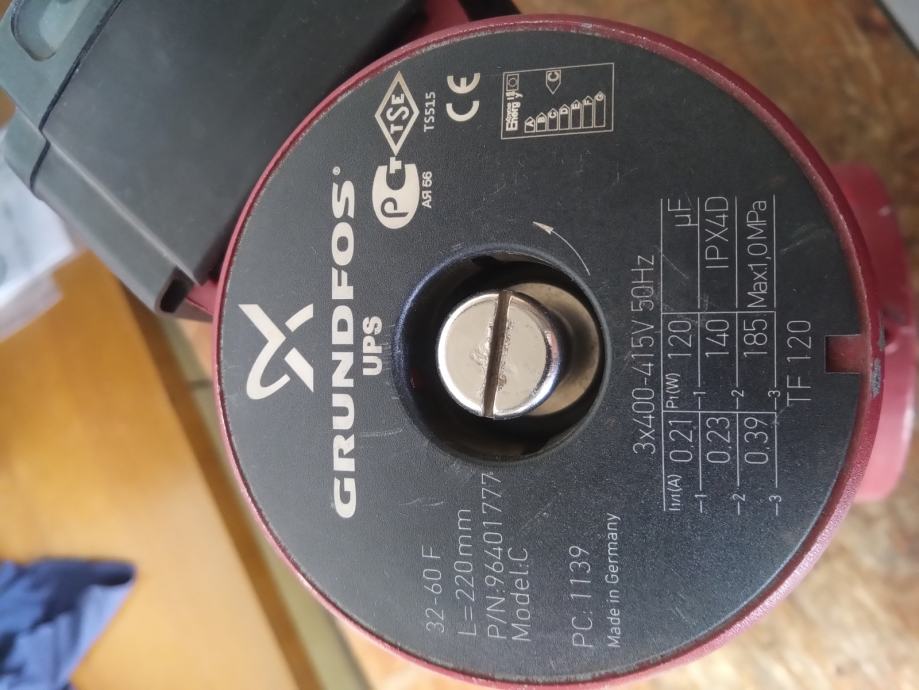 GRUNDFOS®
UPS
PCT
АЯ 56
TSE
TS515
CE
Energy
A
B
C
D
E
F
G
C
32-60 F
L=220mm
P/N:96401777
Model:C
PC: 1139
Made in Germany
3x400-415V 50Hz
I1/1(A) P1(W) µF
1 0.21 120
2 0.23 140 IPX4D
3 0.39 185 Max1,0MPa
TF 120